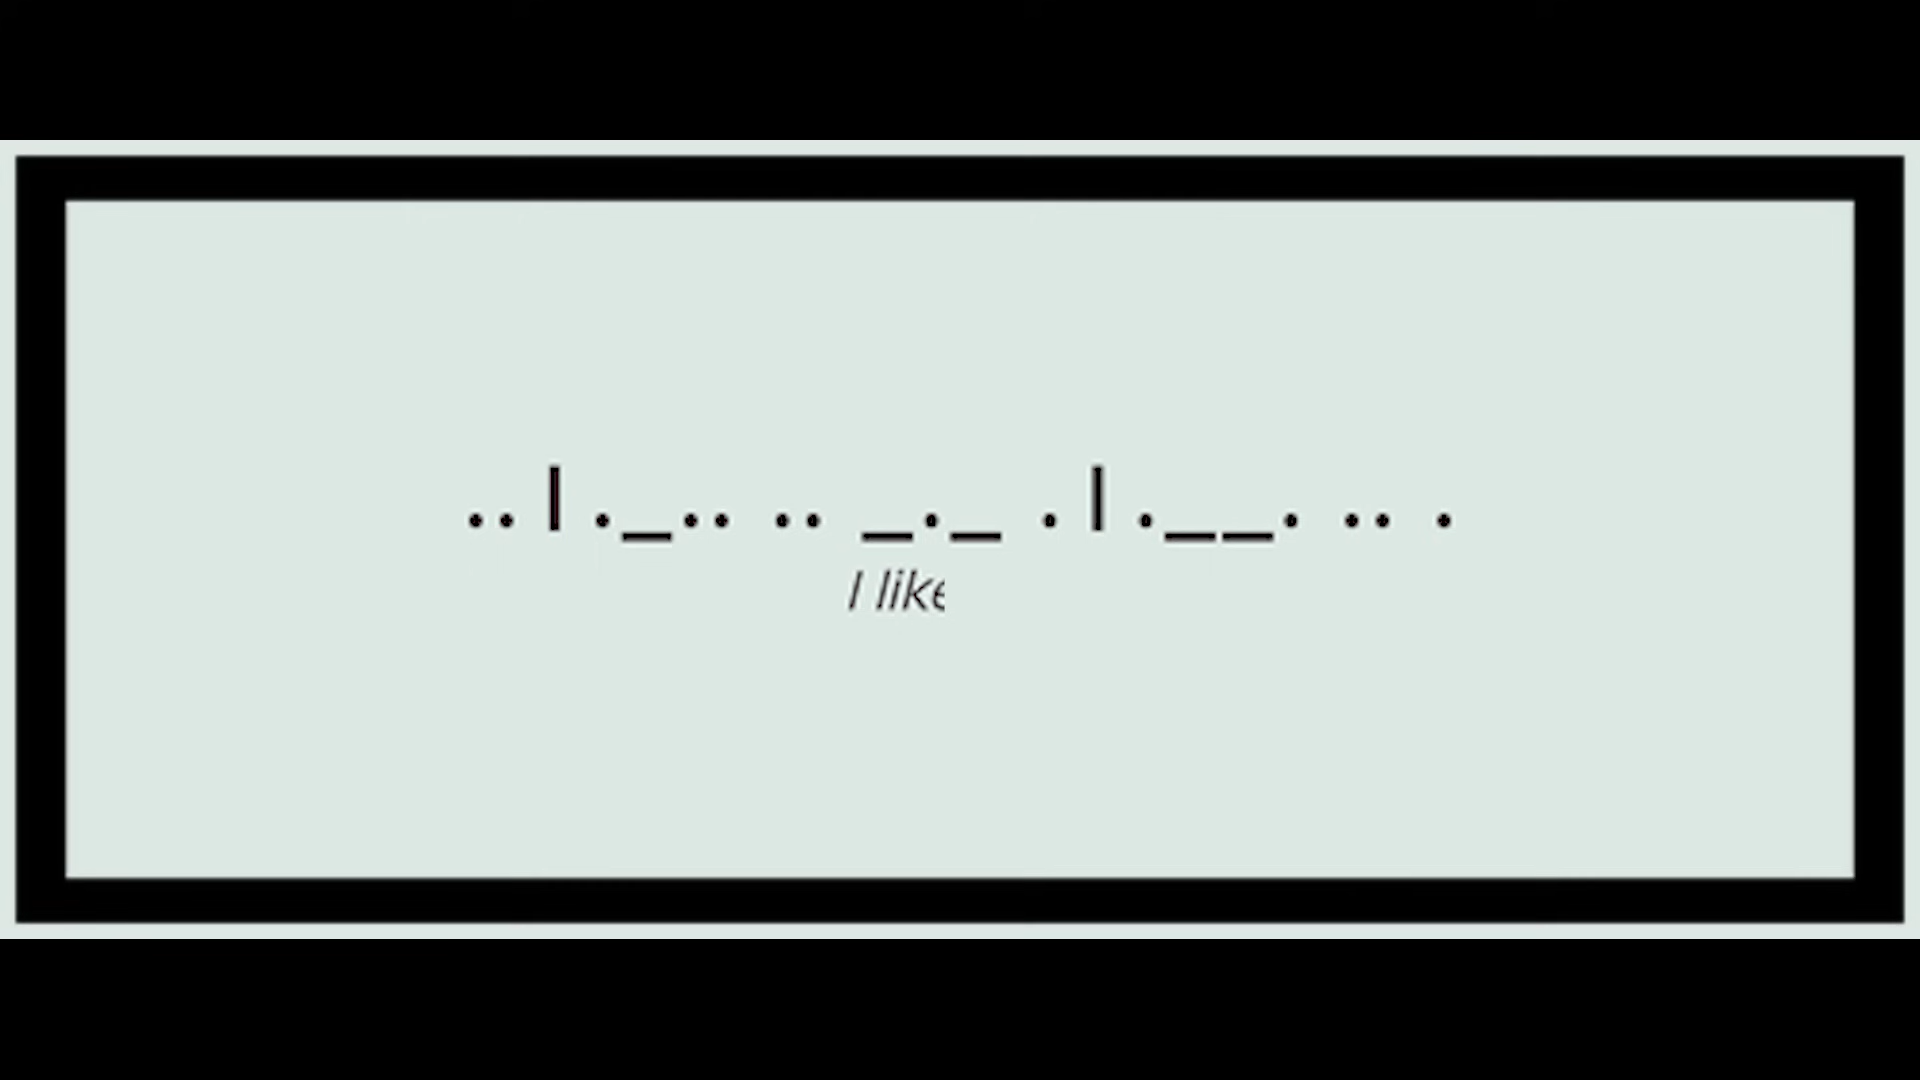 .. | ._.. .. _._ . | .__. .. .
I like